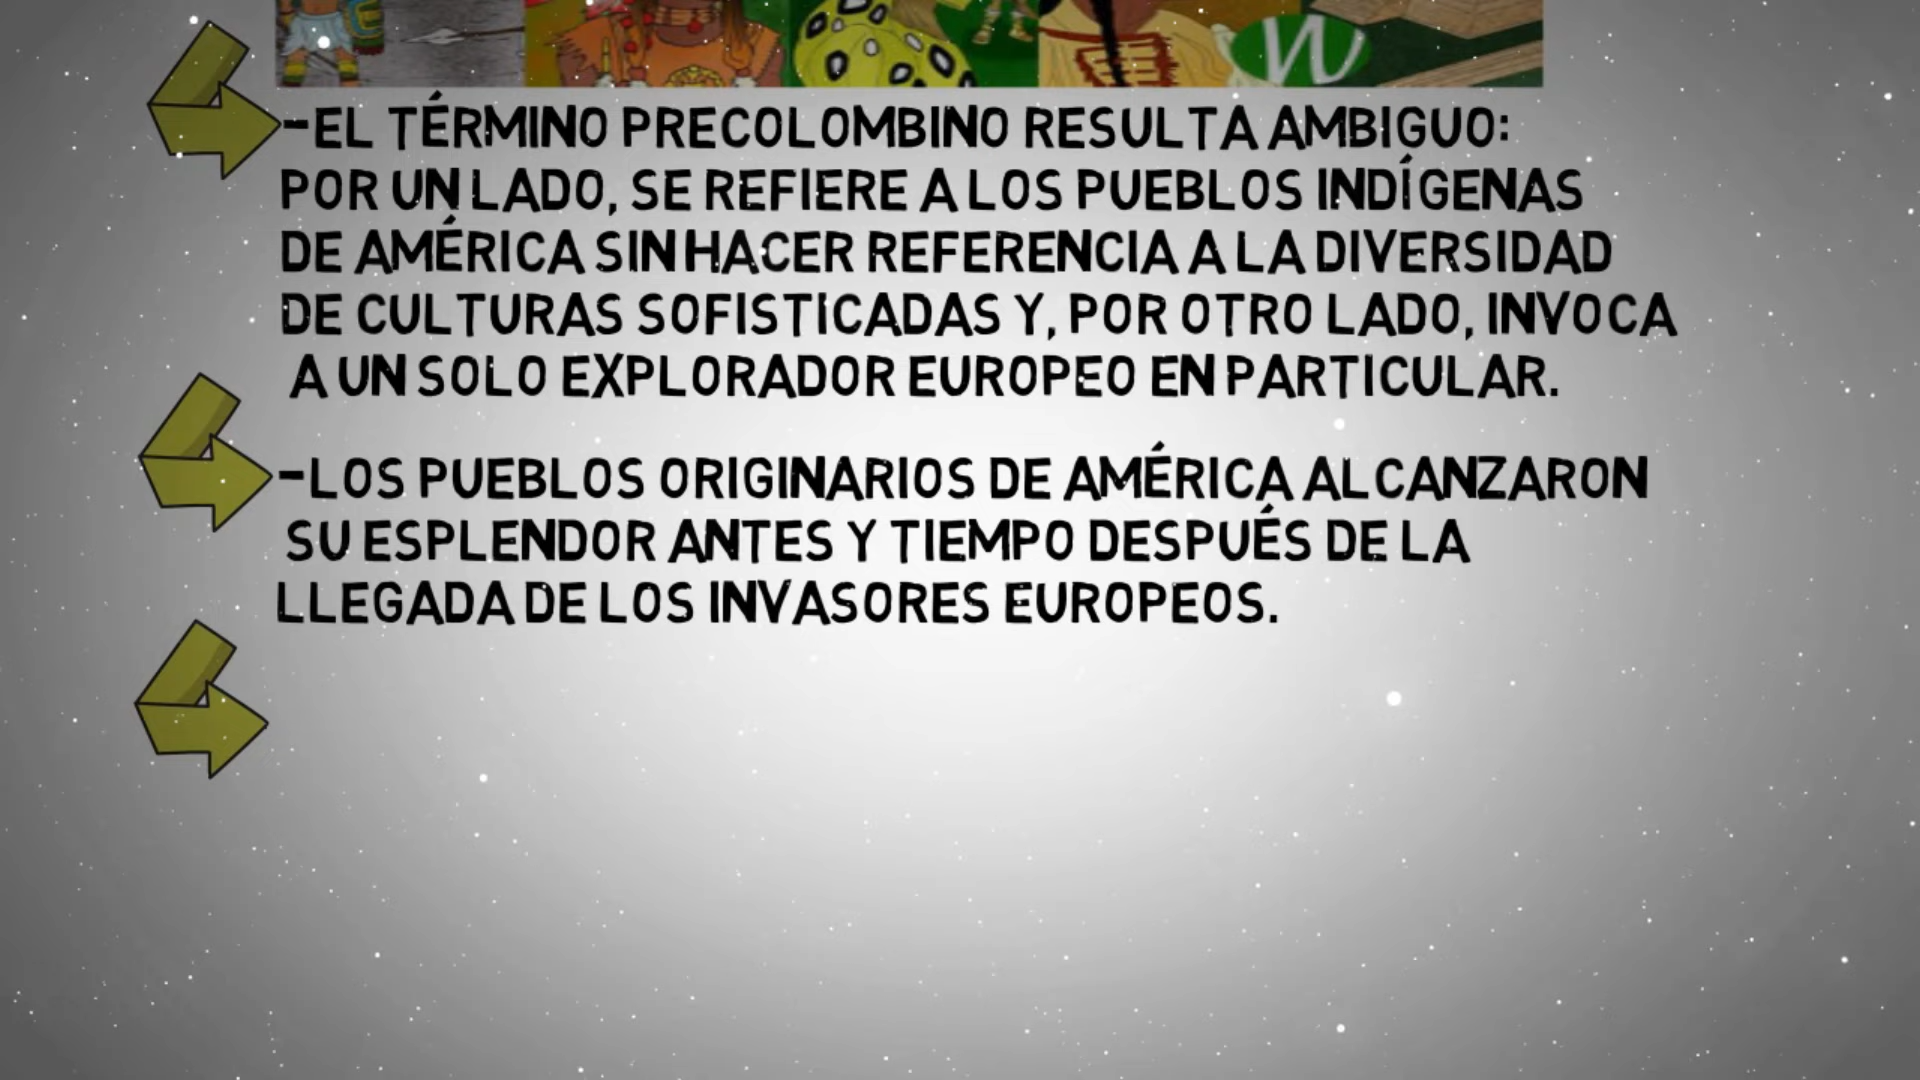 W
-EL TÉRMINO PRECOLOMBINO RESULTA AMBIGUO:
POR UN LADO, SE REFIERE A LOS PUEBLOS INDÍGENAS
DE AMÉRICA SIN HACER REFERENCIA A LA DIVERSIDAD
DE CULTURAS SOFISTICADAS Y, POR OTRO LADO, INVOCA
A UN SOLO EXPLORADOR EUROPEO EN PARTICULAR.
-LOS PUEBLOS ORIGINARIOS DE AMÉRICA ALCANZARON
SU ESPLENDOR ANTES Y TIEMPO DESPUÉS DE LA
LLEGADA DE LOS INVASORES EUROPEOS.